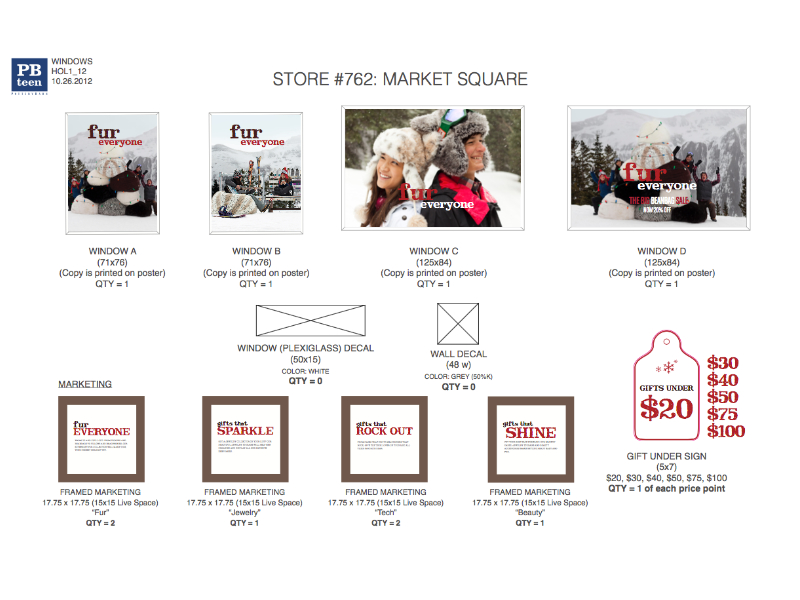 PB
teen
WINDOWS
HOL1_12
10.26.2012
STORE #762: MARKET SQUARE
fur
everyone
fur
everyone
fur
everyone
fur
everyone
THE BIG BEANBAG SALE
NOW 20% OFF
WINDOW A
(71x76)
(Copy is printed on poster)
QTY = 1
WINDOW B
(71x76)
(Copy is printed on poster)
QTY = 1
WINDOW C
(125x84)
(Copy is printed on poster)
QTY = 1
WINDOW D
(125x84)
(Copy is printed on poster)
QTY = 1
WINDOW (PLEXIGLASS) DECAL
(50x15)
COLOR: WHITE
QTY = 0
WALL DECAL
(48 w)
COLOR: GREY (50%K)
QTY = 0
GIFTS UNDER
$20
$30
$40
$50
$75
$100
GIFT UNDER SIGN
(5x7)
$20, $30, $40, $50, $75, $100
QTY = 1 of each price point
MARKETING
fur
EVERYONE
gifts that
SPARKLE
gifts that
ROCK OUT
gifts that
SHINE
FRAMED MARKETING
17.75 x 17.75 (15x15 Live Space)
"Fur"
QTY = 2
FRAMED MARKETING
17.75 x 17.75 (15x15 Live Space)
"Jewelry"
QTY = 1
FRAMED MARKETING
17.75 x 17.75 (15x15 Live Space)
"Tech"
QTY = 2
FRAMED MARKETING
17.75 x 17.75 (15x15 Live Space)
"Beauty"
QTY = 1